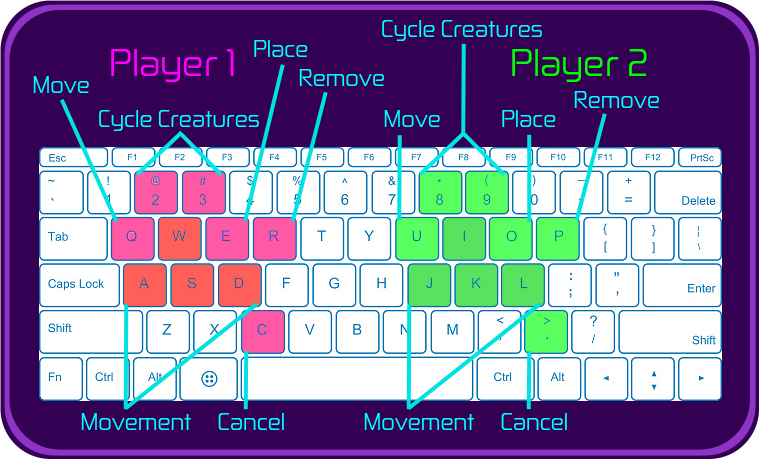 Cycle Creatures
Player 1
Place
Player 2
Remove
Move
Remove
Cycle Creatures
Move
Place
Esc F1 F2 F3 F4 F5 F6 F7 F8 F9 F10 F11 F12 PrtSc
~ ! @ # $ % ^ & * ( ) — +
` 1 2 3 4 5 6 7 8 9 0 - = Delete
Tab Q W E R T Y U I O P { [ } ] ¦ \
Caps Lock A S D F G H J K L : ; " , Enter
Shift Z X C V B N M < > . ? / Shift
Fn Ctrl Alt Ctrl Alt ◂ ▴ ▾ ▸
Movement Cancel Movement Cancel